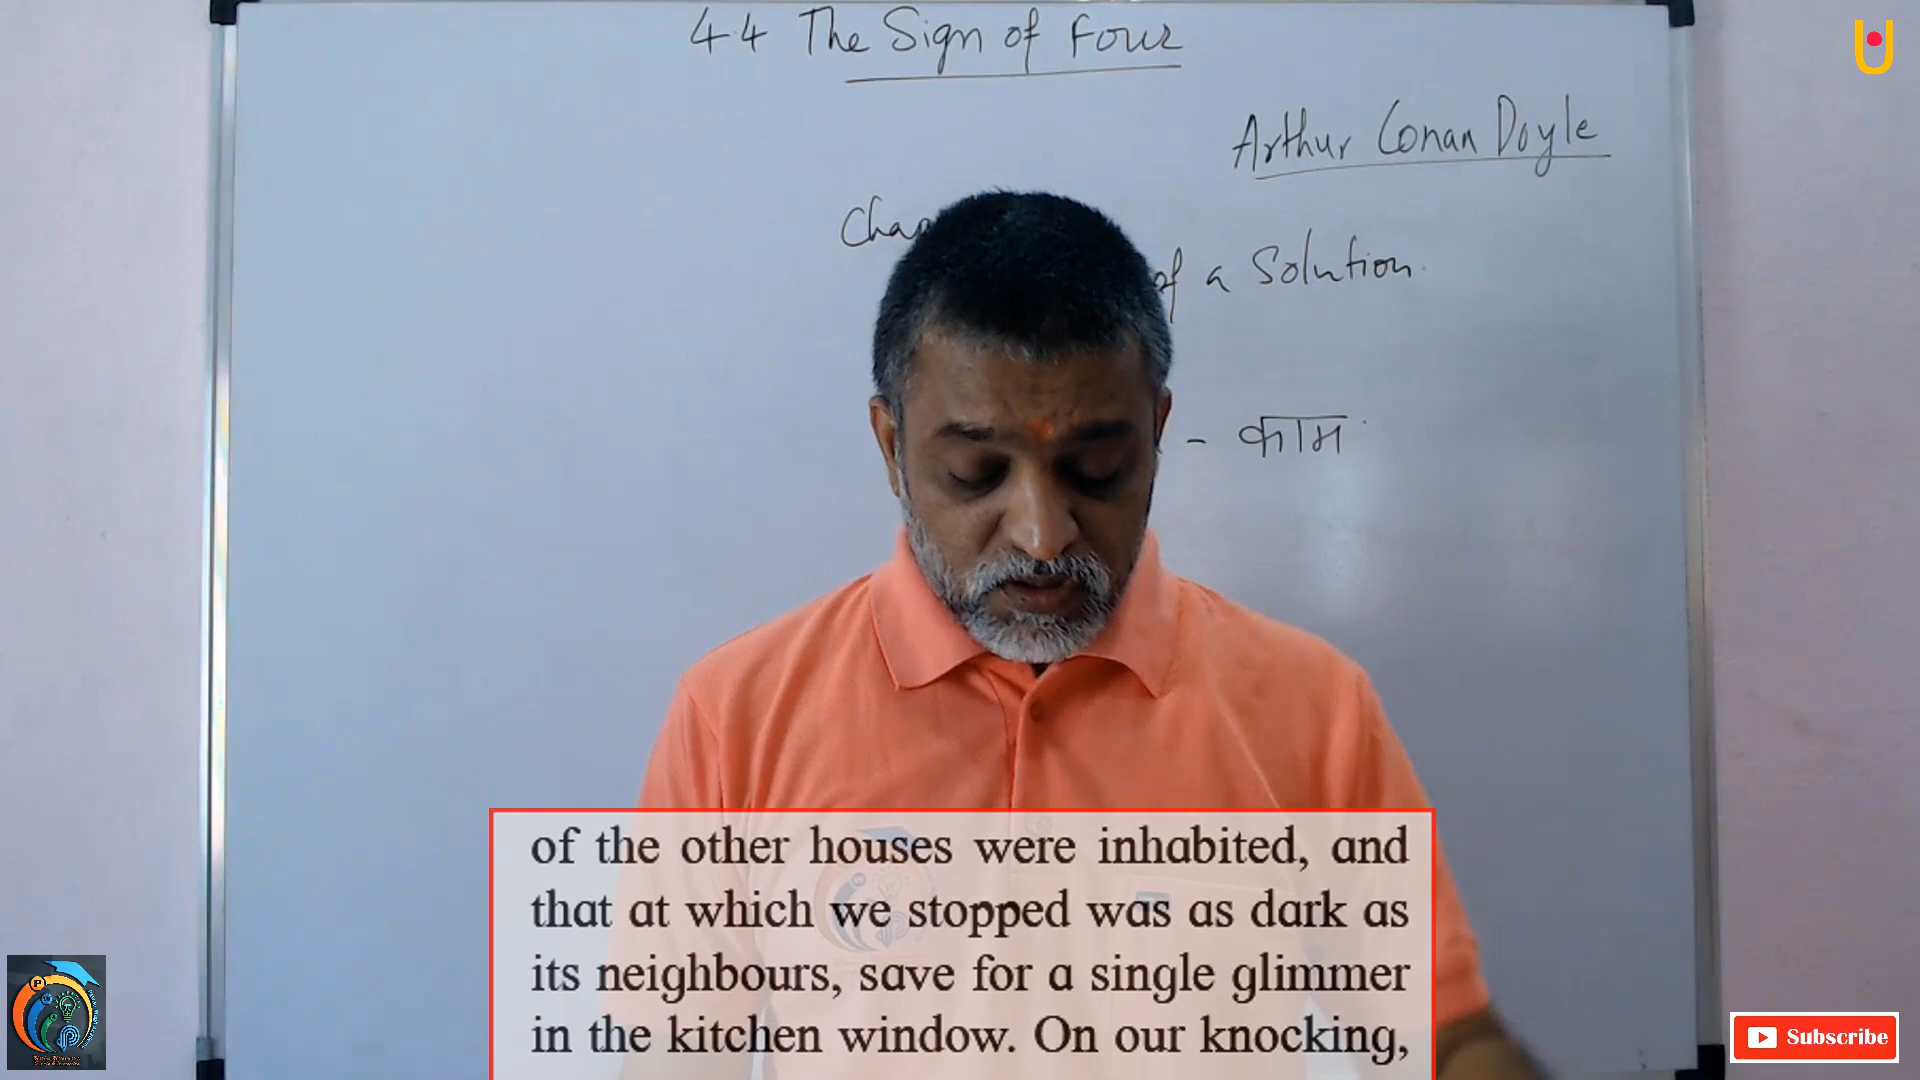 4.4 The Sign of Four
Arthur Conan Doyle
of a Solution.
- काम
of the other houses were inhabited, and
that at which we stopped was as dark as
its neighbours, save for a single glimmer
in the kitchen window. On our knocking,
Subscribe